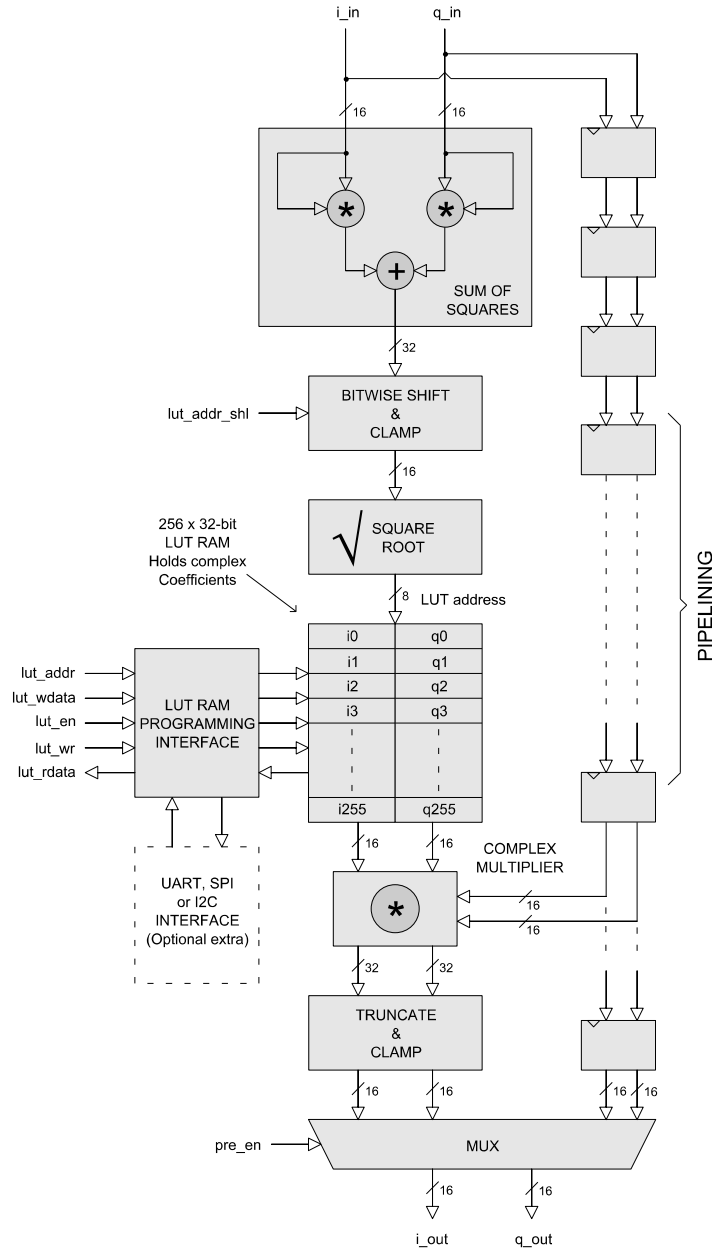 i_in
q_in
16
16
*
*
+
SUM OF
SQUARES
32
lut_addr_shl
BITWISE SHIFT
&
CLAMP
16
256 x 32-bit
LUT RAM
Holds complex
Coefficients
√
SQUARE
ROOT
8
LUT address
PIPELINING
i0
q0
i1
q1
i2
q2
i3
q3
i255
q255
lut_addr
lut_wdata
lut_en
lut_wr
lut_rdata
LUT RAM
PROGRAMMING
INTERFACE
UART, SPI
or I2C
INTERFACE
(Optional extra)
16
16
COMPLEX
MULTIPLIER
*
16
16
32
32
TRUNCATE
&
CLAMP
16
16
16
16
pre_en
MUX
16
16
i_out
q_out